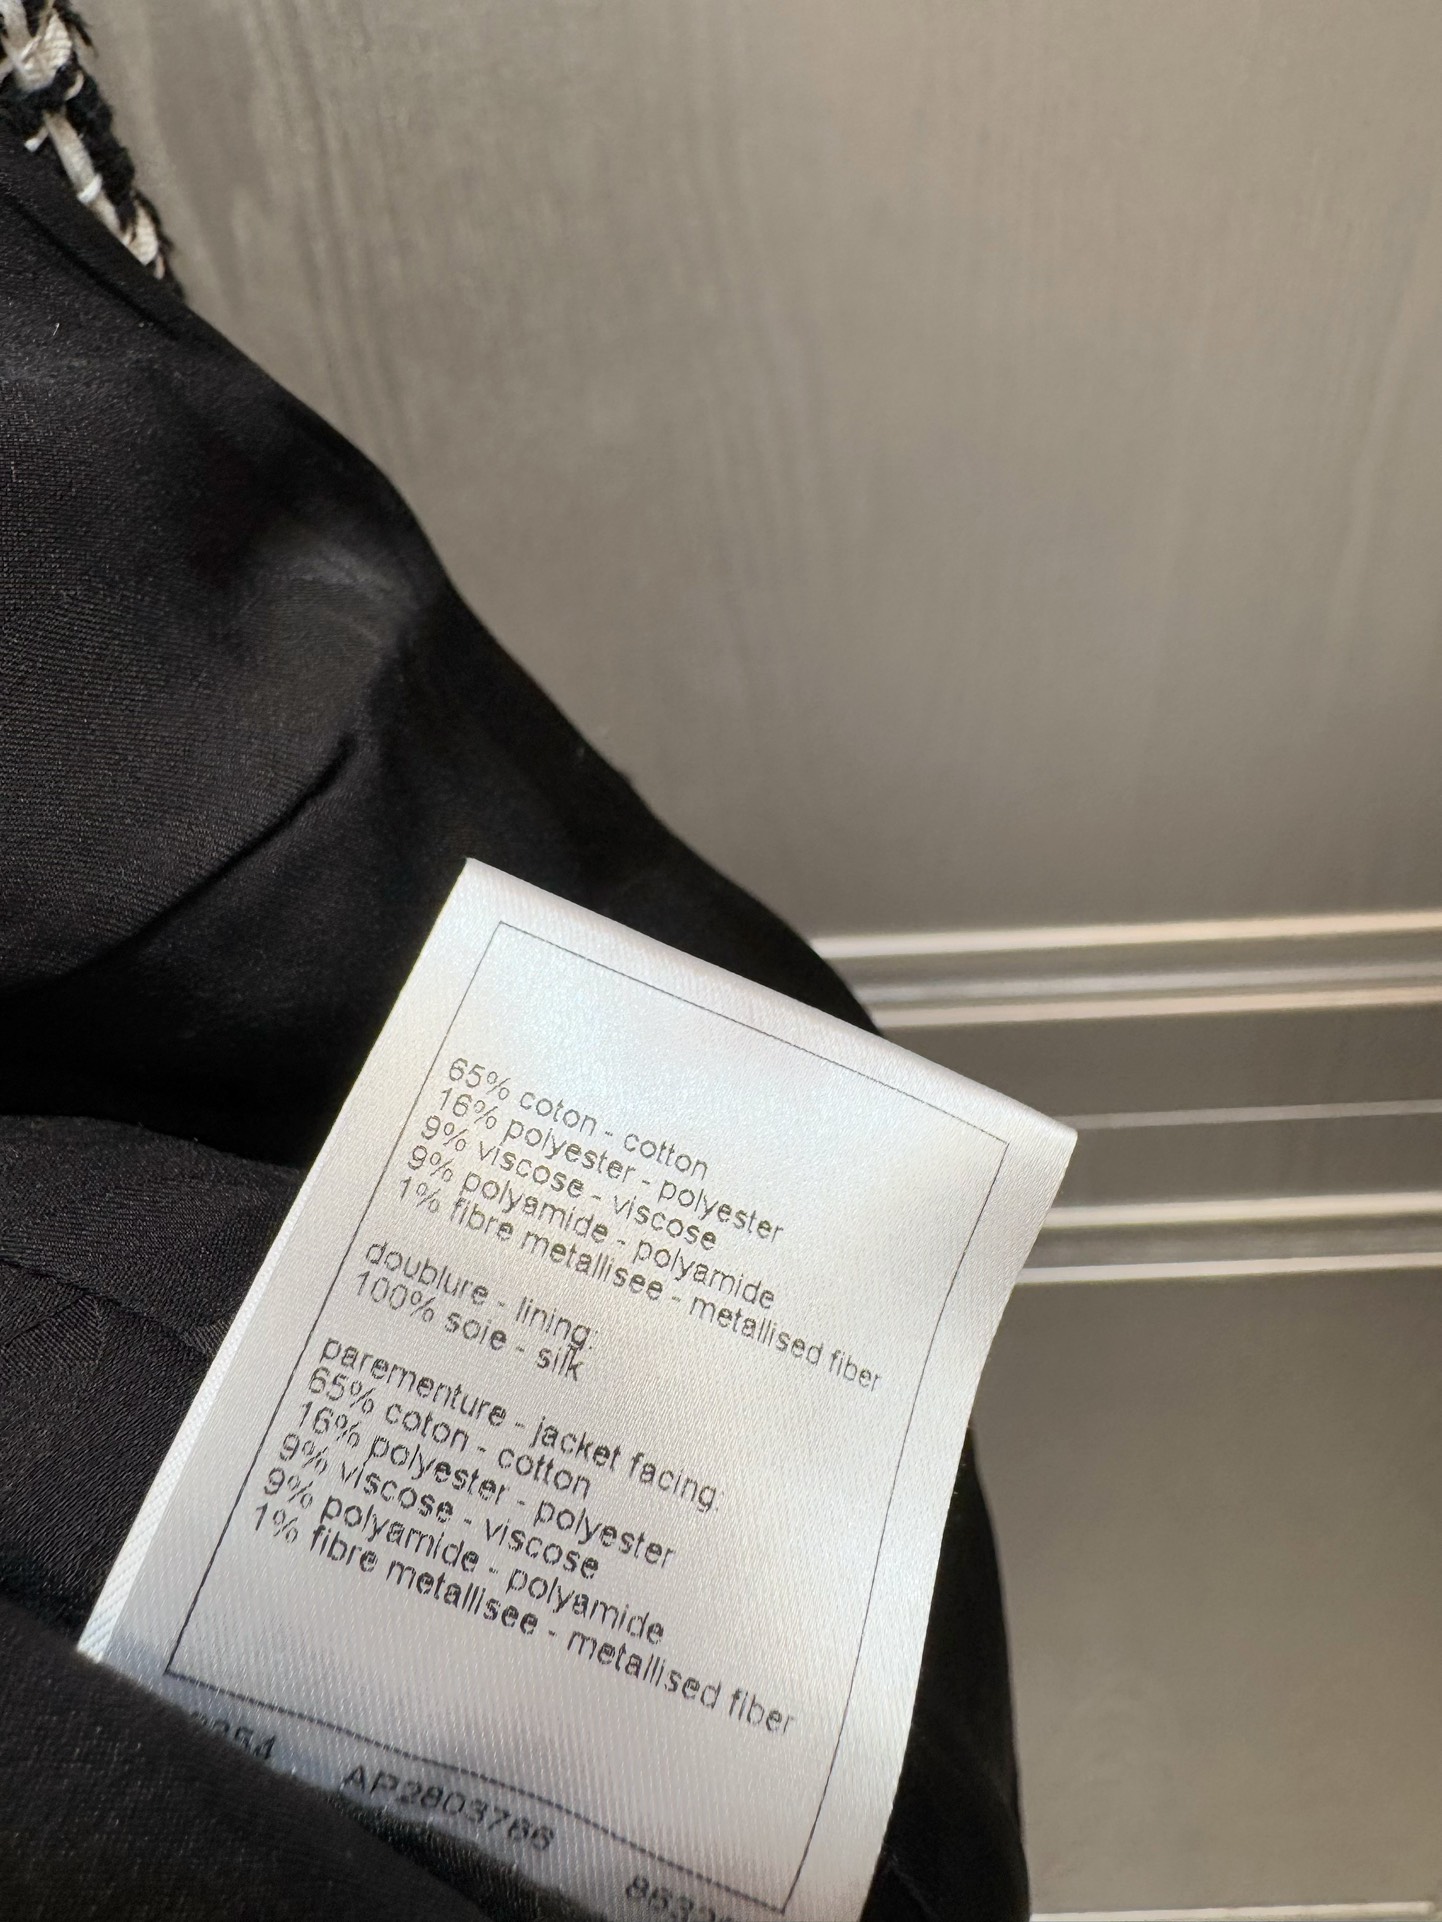 65% coton - cotton
16% polyester - polyester
9% viscose - viscose
9% polyamide - polyamide
1% fibre metallisee - metallised fiber
doublure - lining:
100% soie - silk
parementure - jacket facing:
65% coton - cotton
16% polyester - polyester
9% viscose - viscose
9% polyamide - polyamide
1% fibre metallisee - metallised fiber
AP2803766